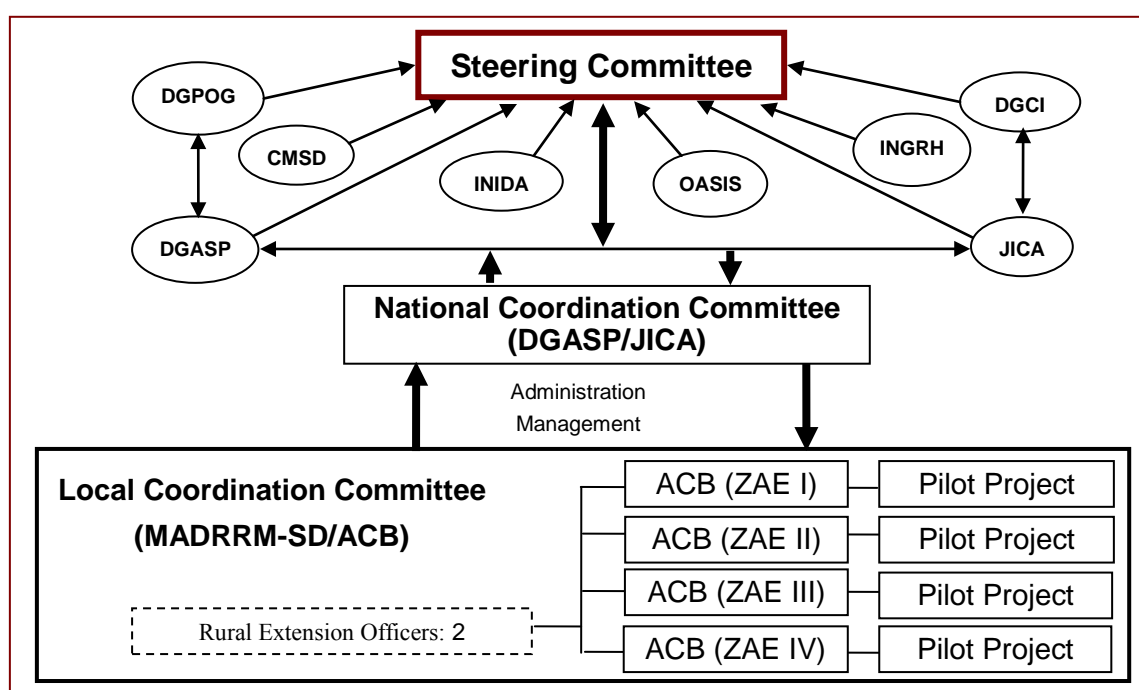 Steering Committee
DGPOG
DGCI
CMSD
INGRH
INIDA
OASIS
DGASP
JICA
National Coordination Committee
(DGASP/JICA)
Administration
Management
Local Coordination Committee
(MADRRM-SD/ACB)
ACB (ZAE I)
Pilot Project
ACB (ZAE II)
Pilot Project
ACB (ZAE III)
Pilot Project
Rural Extension Officers: 2
ACB (ZAE IV)
Pilot Project